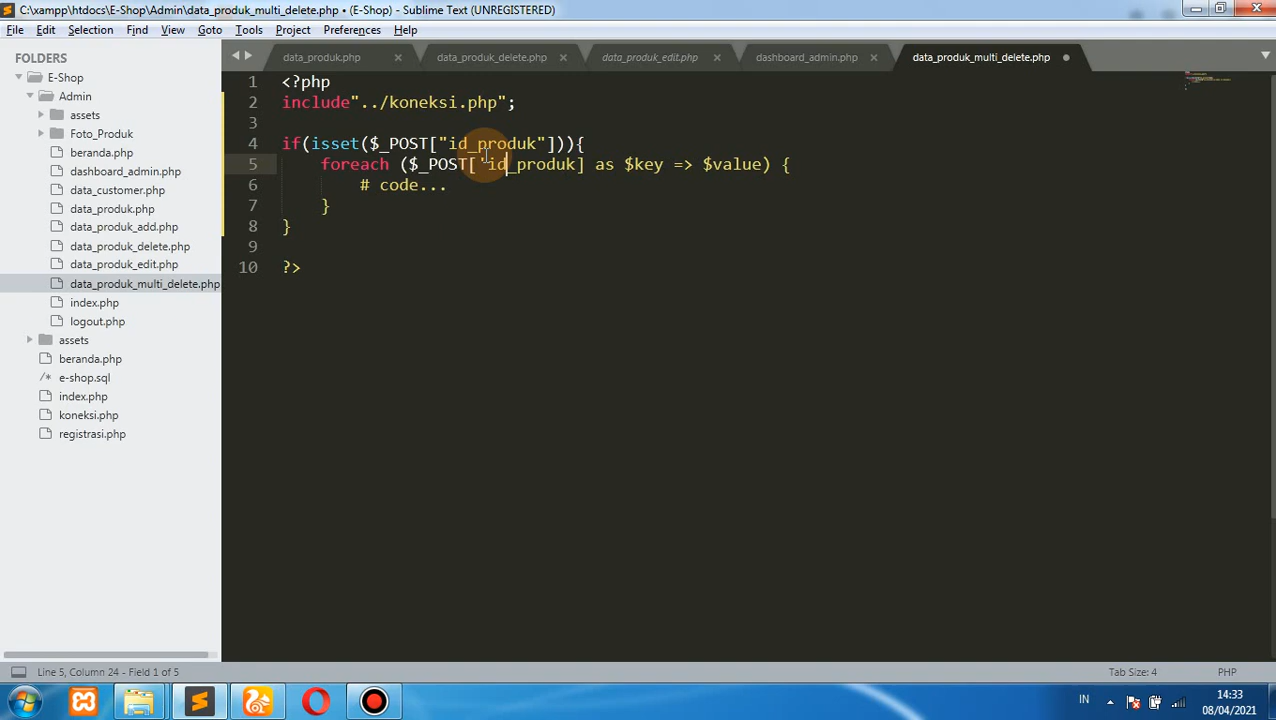 C:\xampp\htdocs\E-Shop\Admin\data_produk_multi_delete.php • (E-Shop) - Sublime Text (UNREGISTERED)
File Edit Selection Find View Goto Tools Project Preferences Help
FOLDERS
E-Shop
Admin
assets
Foto_Produk
beranda.php
dashboard_admin.php
data_customer.php
data_produk.php
data_produk_add.php
data_produk_delete.php
data_produk_edit.php
data_produk_multi_delete.php
index.php
logout.php
assets
beranda.php
/* e-shop.sql
index.php
koneksi.php
registrasi.php
data_produk.php data_produk_delete.php data_produk_edit.php dashboard_admin.php data_produk_multi_delete.php
1 <?php
2 include"../koneksi.php";
3
4 if(isset($_POST["id_produk"])){
5 foreach ($_POST['id_produk] as $key => $value) {
6 # code...
7 }
8 }
9
10 ?>
Line 5, Column 24 - Field 1 of 5 Tab Size: 4 PHP
IN 14:33
08/04/2021